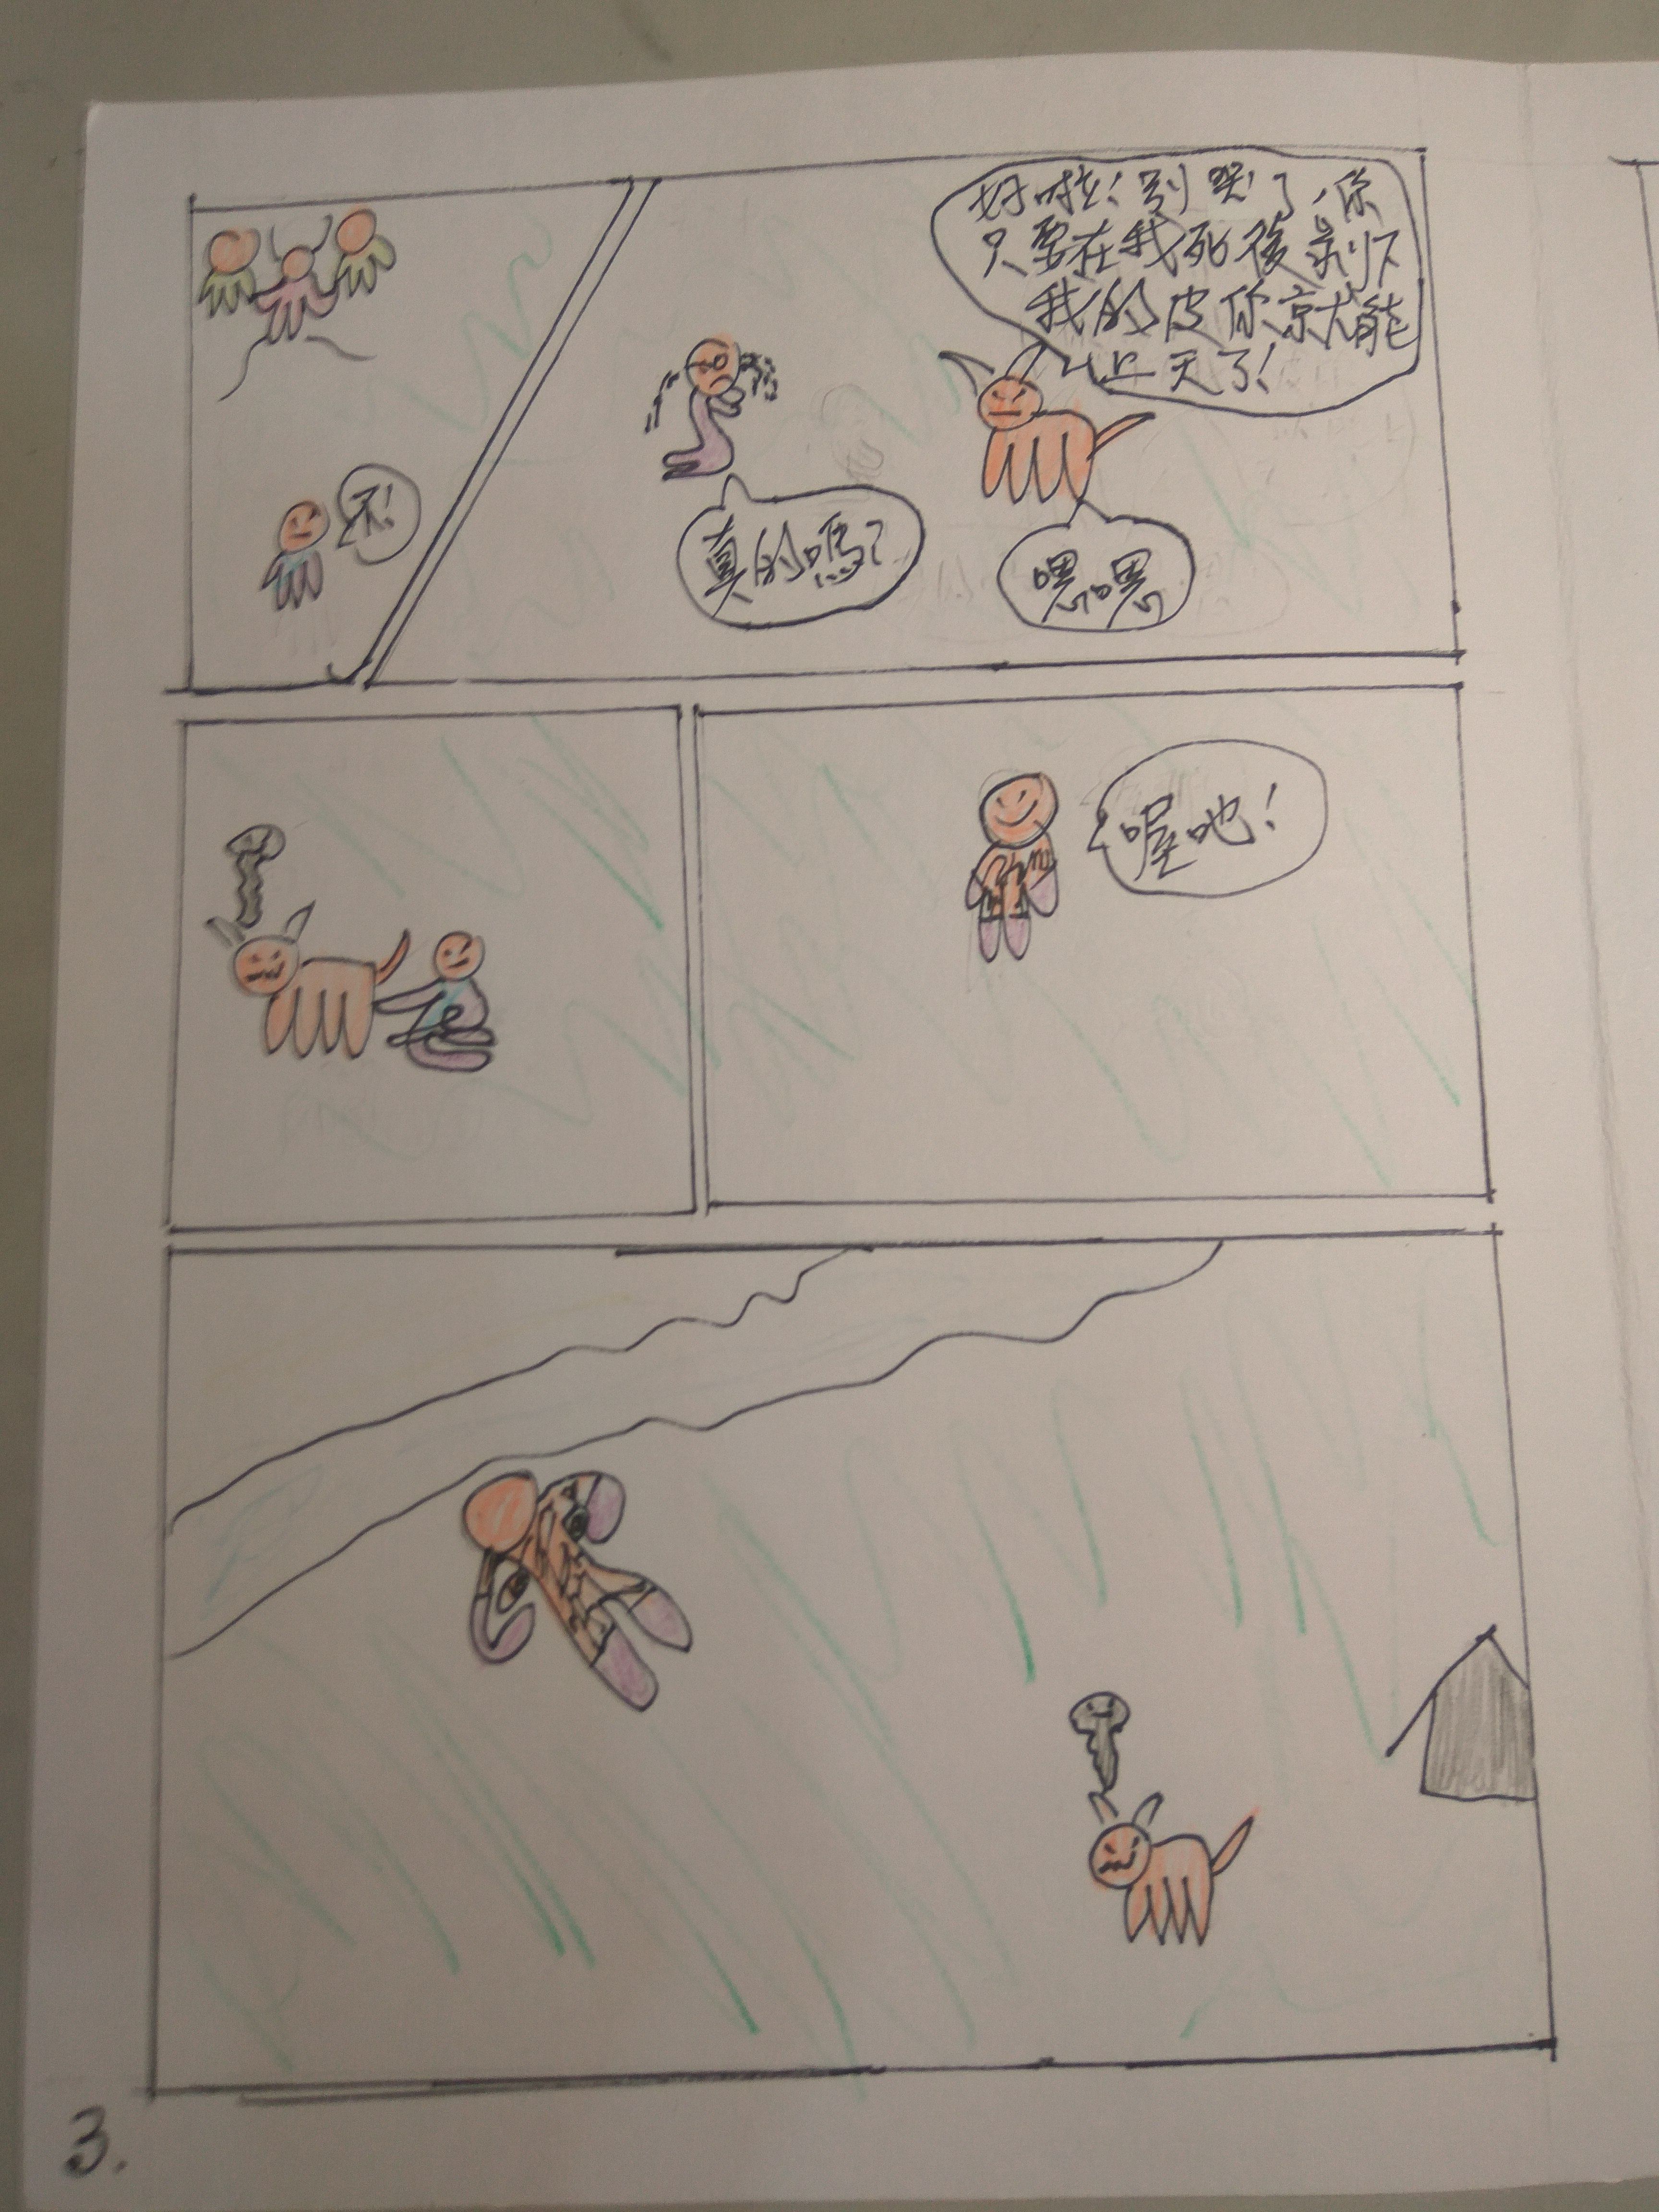 不!
好啦!別哭了,你
只要在我死後剝下
我的皮你就能
上天了!
真的嗎?
嘿嘿
喔吔!
3.